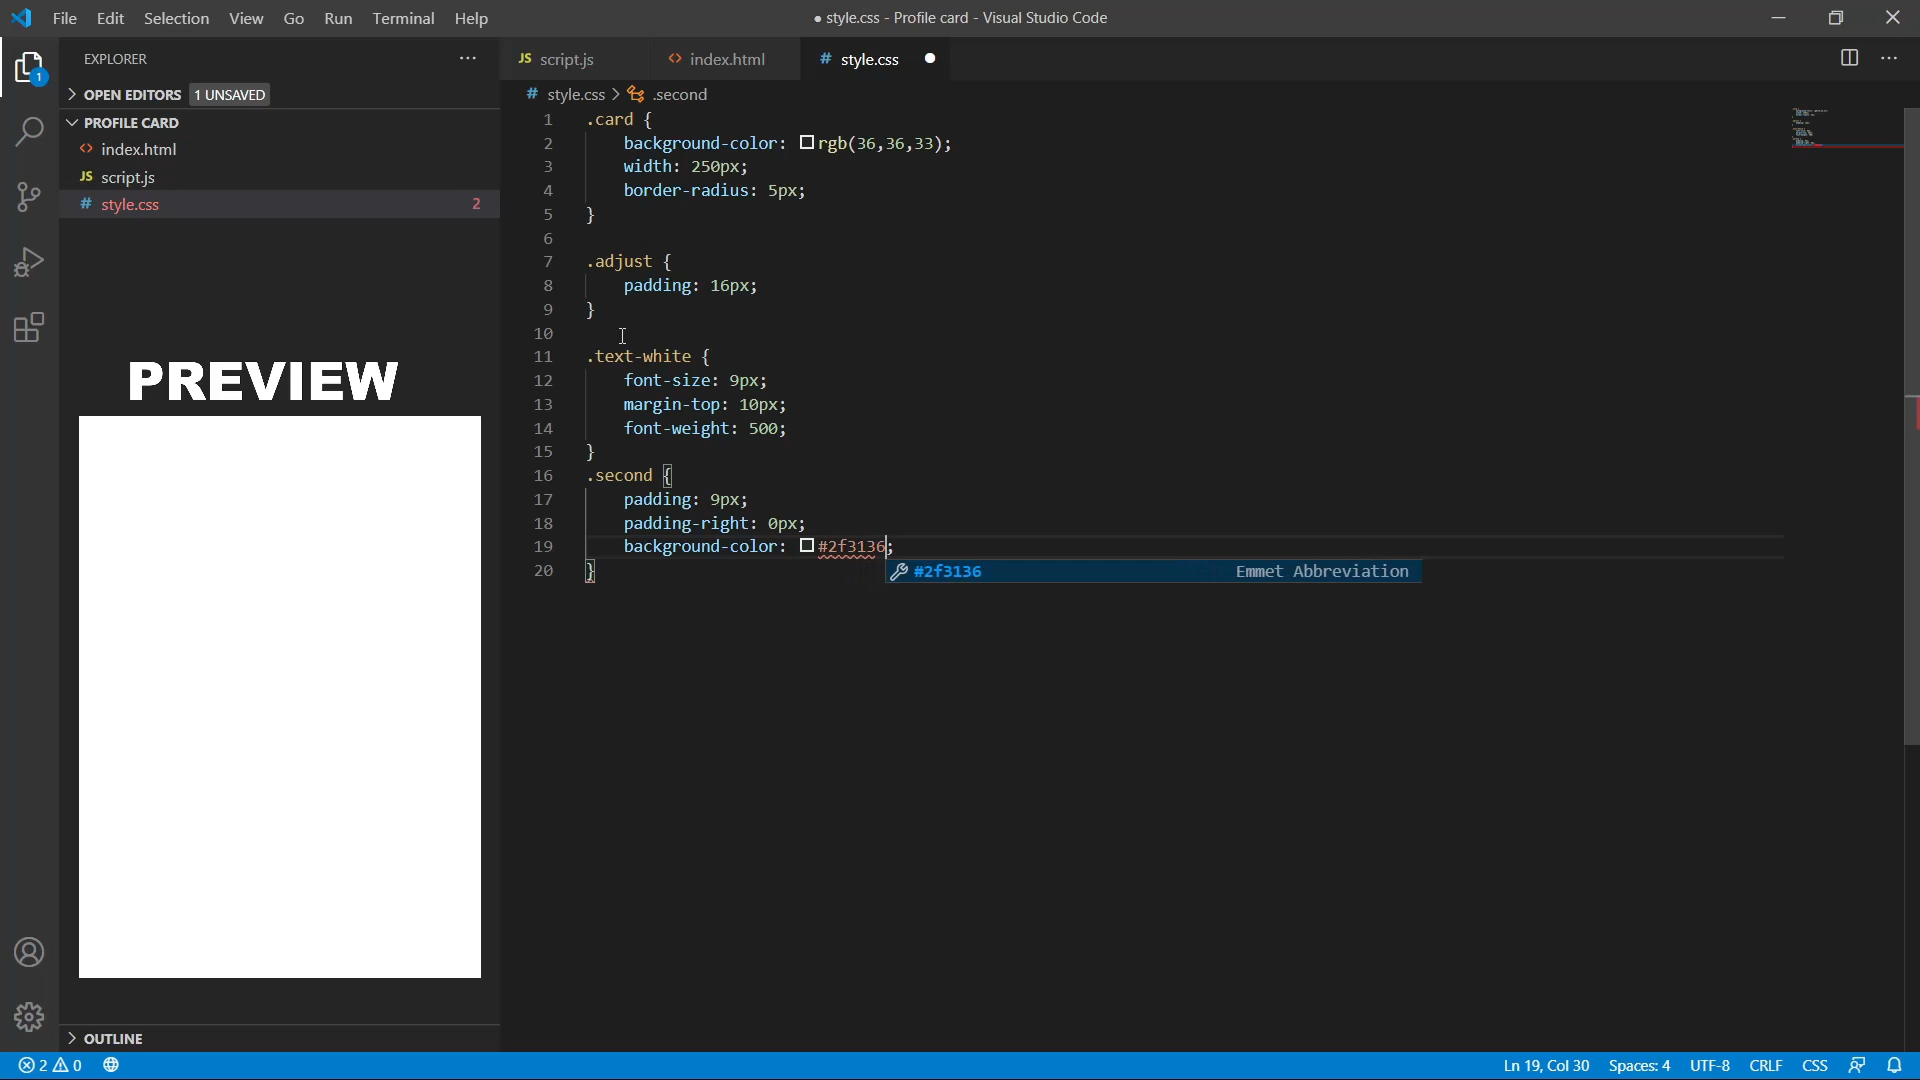 File Edit Selection View Go Run Terminal Help
● style.css - Profile card - Visual Studio Code
EXPLORER
OPEN EDITORS 1 UNSAVED
PROFILE CARD
index.html
JS script.js
# style.css 2
1
PREVIEW
OUTLINE
JS script.js
<> index.html
# style.css ●
# style.css > .second
1 .card {
2 background-color: rgb(36,36,33);
3 width: 250px;
4 border-radius: 5px;
5 }
6
7 .adjust {
8 padding: 16px;
9 }
10
11 .text-white {
12 font-size: 9px;
13 margin-top: 10px;
14 font-weight: 500;
15 }
16 .second {
17 padding: 9px;
18 padding-right: 0px;
19 background-color: #2f3136;
20 }
#2f3136 Emmet Abbreviation
2 0
Ln 19, Col 30 Spaces: 4 UTF-8 CRLF CSS